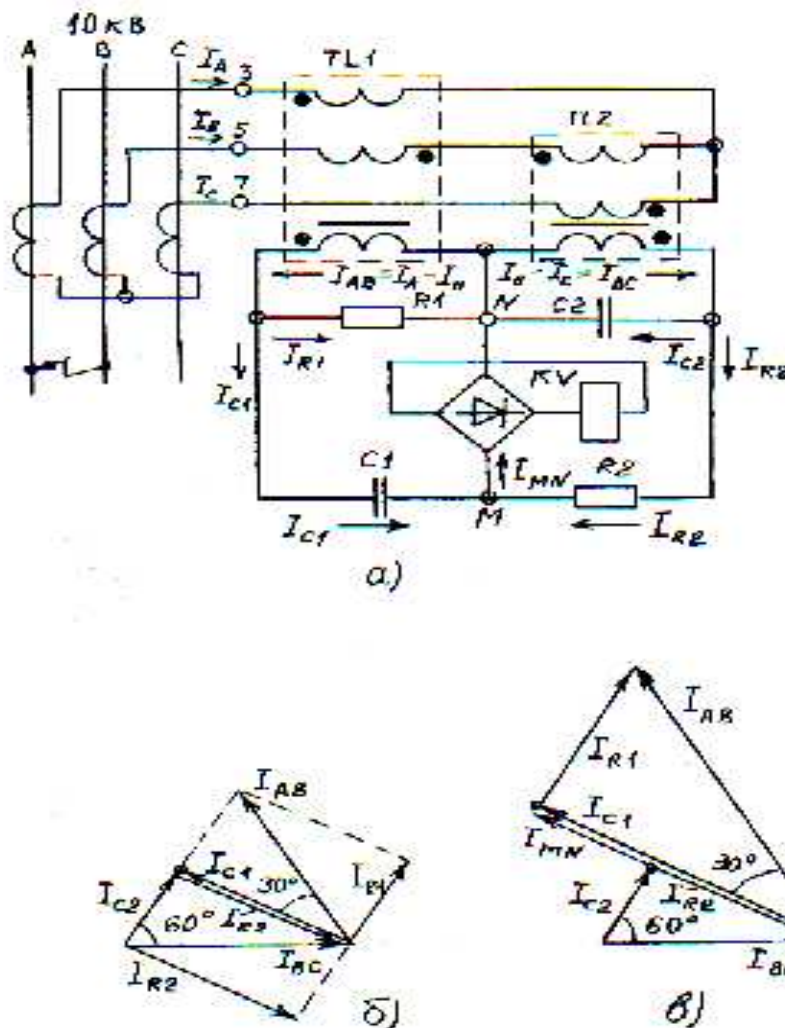 10кв
A B C
I_A 3
TL1
I_B 5
TL2
I_C 7
I_AB=I_A-I_B
I_B-I_C=I_BC
R1
N
C2
I_R1
I_C2
I_C1
KV
I_R2
C1
I_MN
R2
I_C1
M
I_R2
а)
I_AB
I_AB
I_R1
I_C1
I_C1
I_MN
30°
30°
I_R1
I_C2
I_C2
I_R2
60°
I_R2
60°
I_BC
I_R2
б)
в)